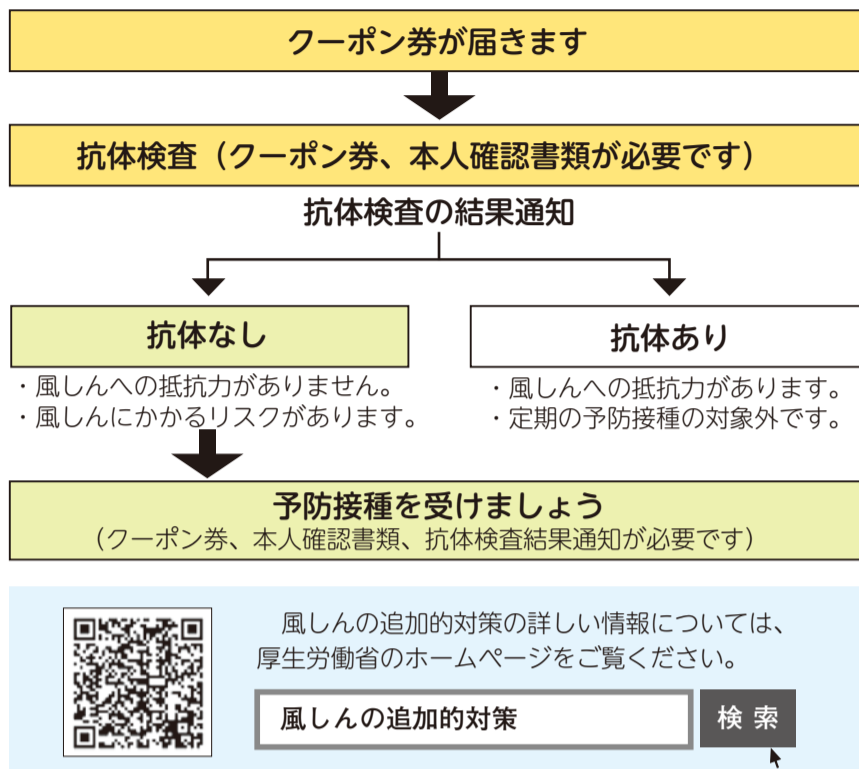 クーポン券が届きます
抗体検査（クーポン券、本人確認書類が必要です）
抗体検査の結果通知
抗体なし
・風しんへの抵抗力がありません。
・風しんにかかるリスクがあります。
抗体あり
・風しんへの抵抗力があります。
・定期の予防接種の対象外です。
予防接種を受けましょう
（クーポン券、本人確認書類、抗体検査結果通知が必要です）
風しんの追加的対策の詳しい情報については、
厚生労働省のホームページをご覧ください。
風しんの追加的対策
検 索